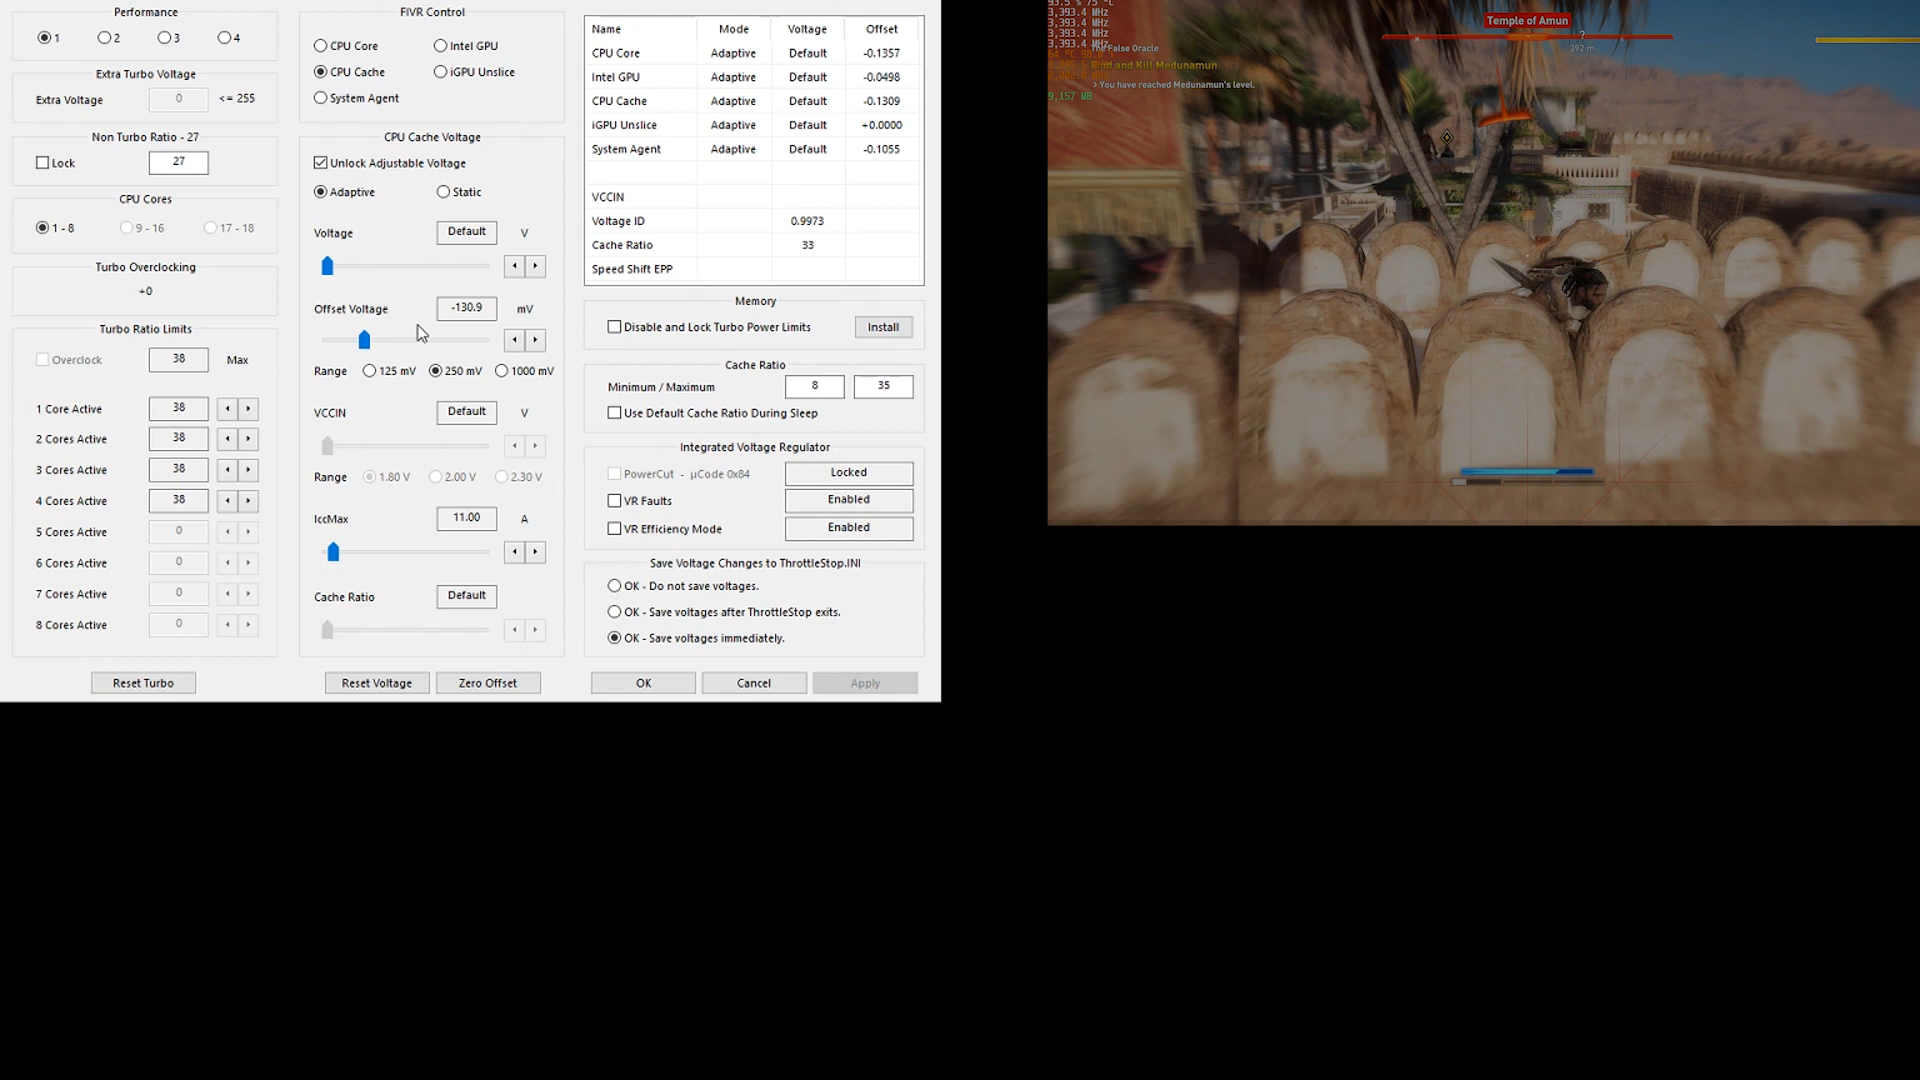 Performance
1 2 3 4
Extra Turbo Voltage
Extra Voltage 0 <= 255
Non Turbo Ratio - 27
Lock 27
CPU Cores
1 - 8 9 - 16 17 - 18
Turbo Overclocking
+0
Turbo Ratio Limits
Overclock 38 Max
1 Core Active 38
2 Cores Active 38
3 Cores Active 38
4 Cores Active 38
5 Cores Active 0
6 Cores Active 0
7 Cores Active 0
8 Cores Active 0
Reset Turbo
FIVR Control
CPU Core Intel GPU
CPU Cache iGPU Unslice
System Agent
CPU Cache Voltage
Unlock Adjustable Voltage
Adaptive Static
Voltage Default V
Offset Voltage -130.9 mV
Range 125 mV 250 mV 1000 mV
VCCIN Default V
Range 1.80 V 2.00 V 2.30 V
IccMax 11.00 A
Cache Ratio Default
Reset Voltage Zero Offset
Name Mode Voltage Offset
CPU Core Adaptive Default -0.1357
Intel GPU Adaptive Default -0.0498
CPU Cache Adaptive Default -0.1309
iGPU Unslice Adaptive Default +0.0000
System Agent Adaptive Default -0.1055
VCCIN
Voltage ID 0.9973
Cache Ratio 33
Speed Shift EPP
Memory
Disable and Lock Turbo Power Limits Install
Cache Ratio
Minimum / Maximum 8 35
Use Default Cache Ratio During Sleep
Integrated Voltage Regulator
PowerCut - µCode 0x84 Locked
VR Faults Enabled
VR Efficiency Mode Enabled
Save Voltage Changes to ThrottleStop.INI
OK - Do not save voltages.
OK - Save voltages after ThrottleStop exits.
OK - Save voltages immediately.
OK Cancel Apply
93.5 % 75 °C
3,393.4 MHz
3,393.4 MHz
3,393.4 MHz
3,393.4 MHz
False Oracle
and Kill Medunamun
> You have reached Medunamun's level.
9,157 MB
Temple of Amun
?
392 m